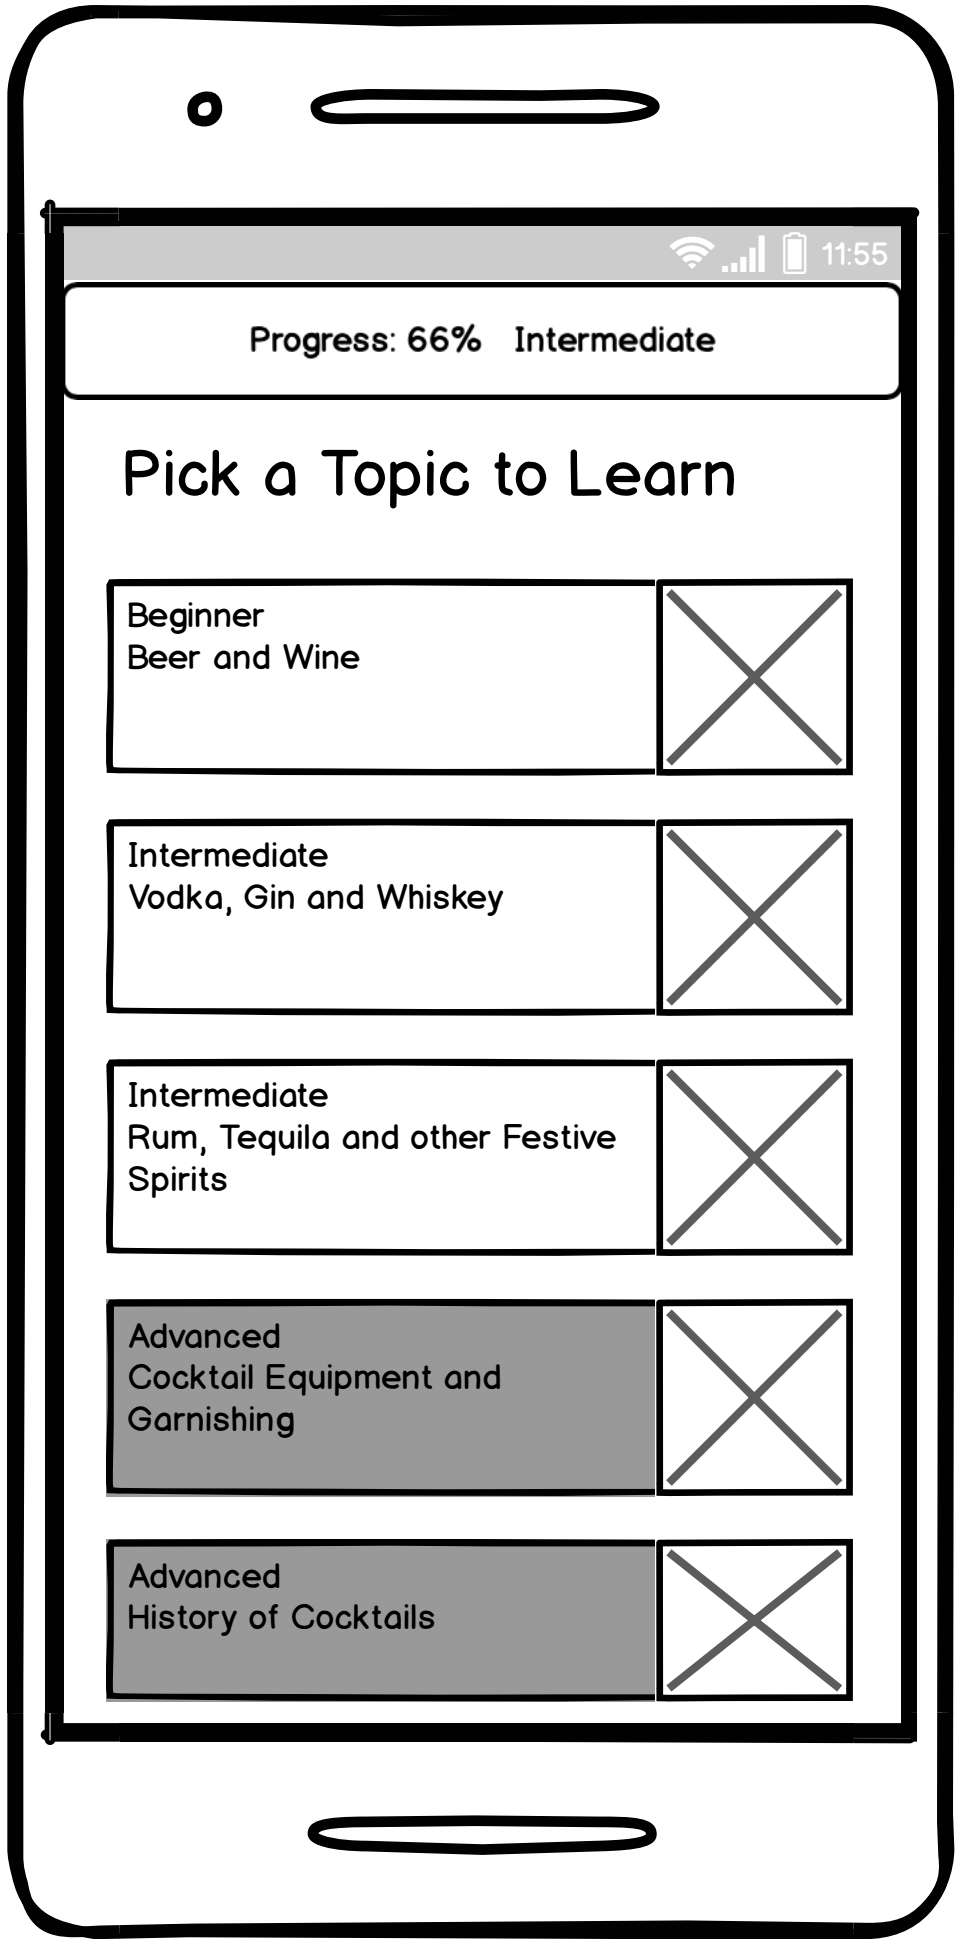 11:55
Progress: 66% Intermediate
Pick a Topic to Learn
Beginner
Beer and Wine
Intermediate
Vodka, Gin and Whiskey
Intermediate
Rum, Tequila and other Festive
Spirits
Advanced
Cocktail Equipment and
Garnishing
Advanced
History of Cocktails